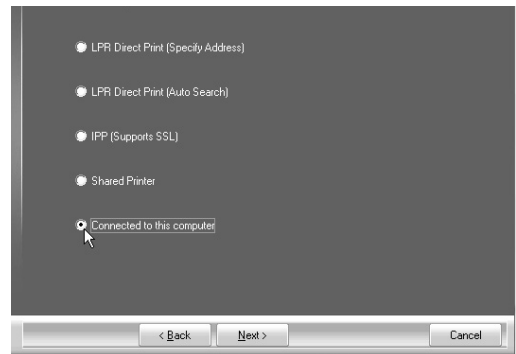 LPR Direct Print (Specify Address)
LPR Direct Print (Auto Search)
IPP (Supports SSL)
Shared Printer
Connected to this computer
< Back Next > Cancel